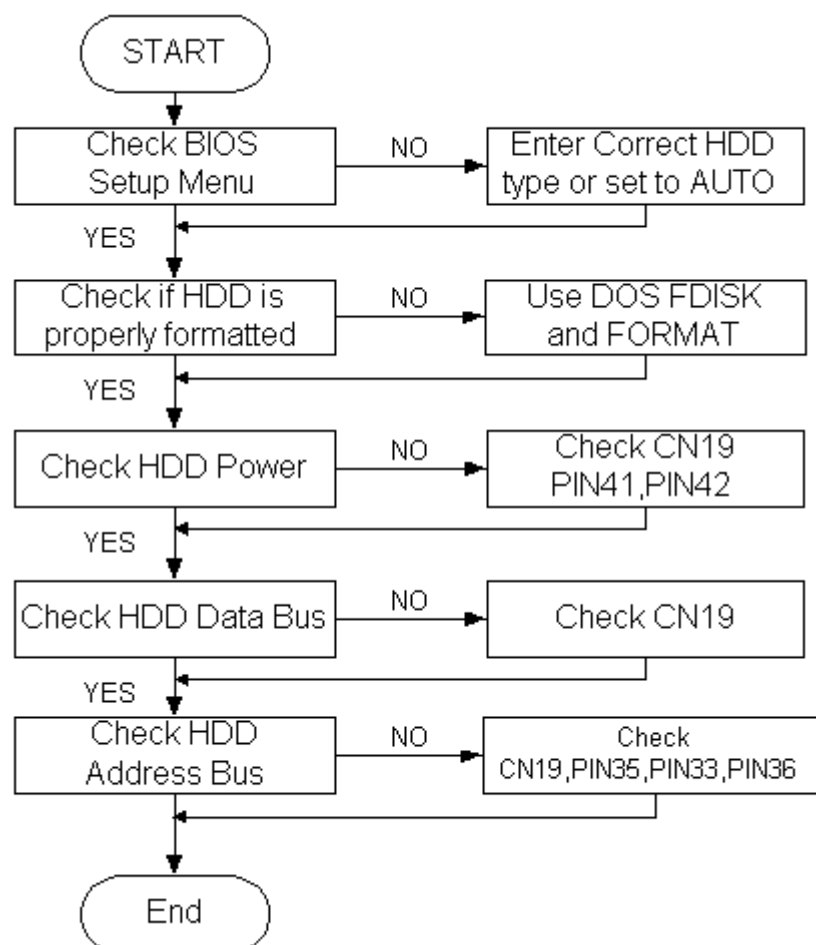 START
Check BIOS
Setup Menu
NO
Enter Correct HDD
type or set to AUTO
YES
Check if HDD is
properly formatted
NO
Use DOS FDISK
and FORMAT
YES
Check HDD Power
NO
Check CN19
PIN41,PIN42
YES
Check HDD Data Bus
NO
Check CN19
YES
Check HDD
Address Bus
NO
Check
CN19,PIN35,PIN33,PIN36
End